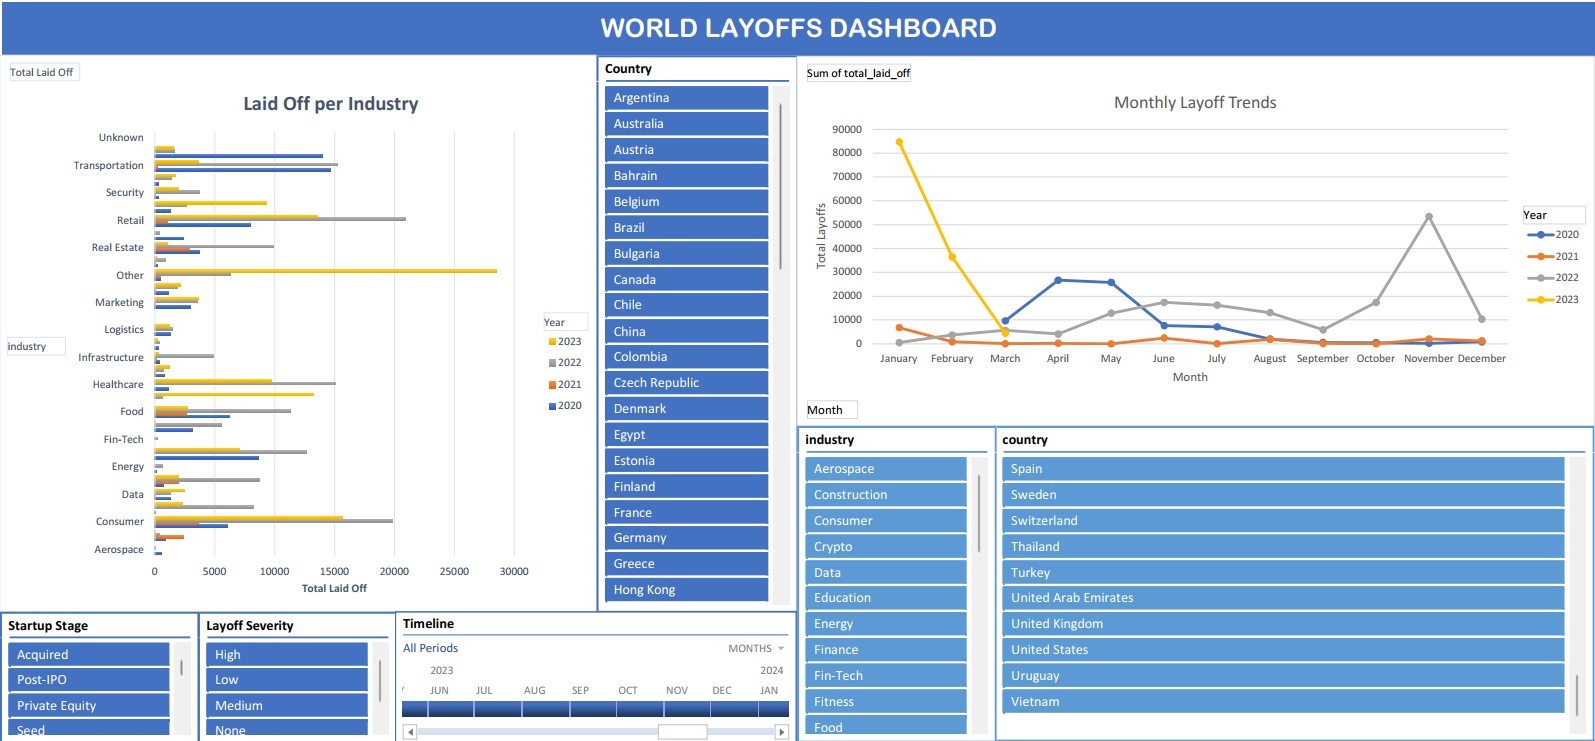 WORLD LAYOFFS DASHBOARD
Total Laid Off
Laid Off per Industry
Unknown
Transportation
Security
Retail
Real Estate
Other
Marketing
Logistics
Infrastructure
Healthcare
Food
Fin-Tech
Energy
Data
Consumer
Aerospace
industry
0 5000 10000 15000 20000 25000 30000
Total Laid Off
Year
2023
2022
2021
2020
Country
Argentina
Australia
Austria
Bahrain
Belgium
Brazil
Bulgaria
Canada
Chile
China
Colombia
Czech Republic
Denmark
Egypt
Estonia
Finland
France
Germany
Greece
Hong Kong
Sum of total_laid_off
Monthly Layoff Trends
Total Layoffs
90000
80000
70000
60000
50000
40000
30000
20000
10000
0
January February March April May June July August September October November December
Month
Year
2020
2021
2022
2023
Month
Startup Stage
Acquired
Post-IPO
Private Equity
Seed
Layoff Severity
High
Low
Medium
None
Timeline
All Periods MONTHS
2023 2024
JUN JUL AUG SEP OCT NOV DEC JAN
industry
Aerospace
Construction
Consumer
Crypto
Data
Education
Energy
Finance
Fin-Tech
Fitness
Food
country
Spain
Sweden
Switzerland
Thailand
Turkey
United Arab Emirates
United Kingdom
United States
Uruguay
Vietnam